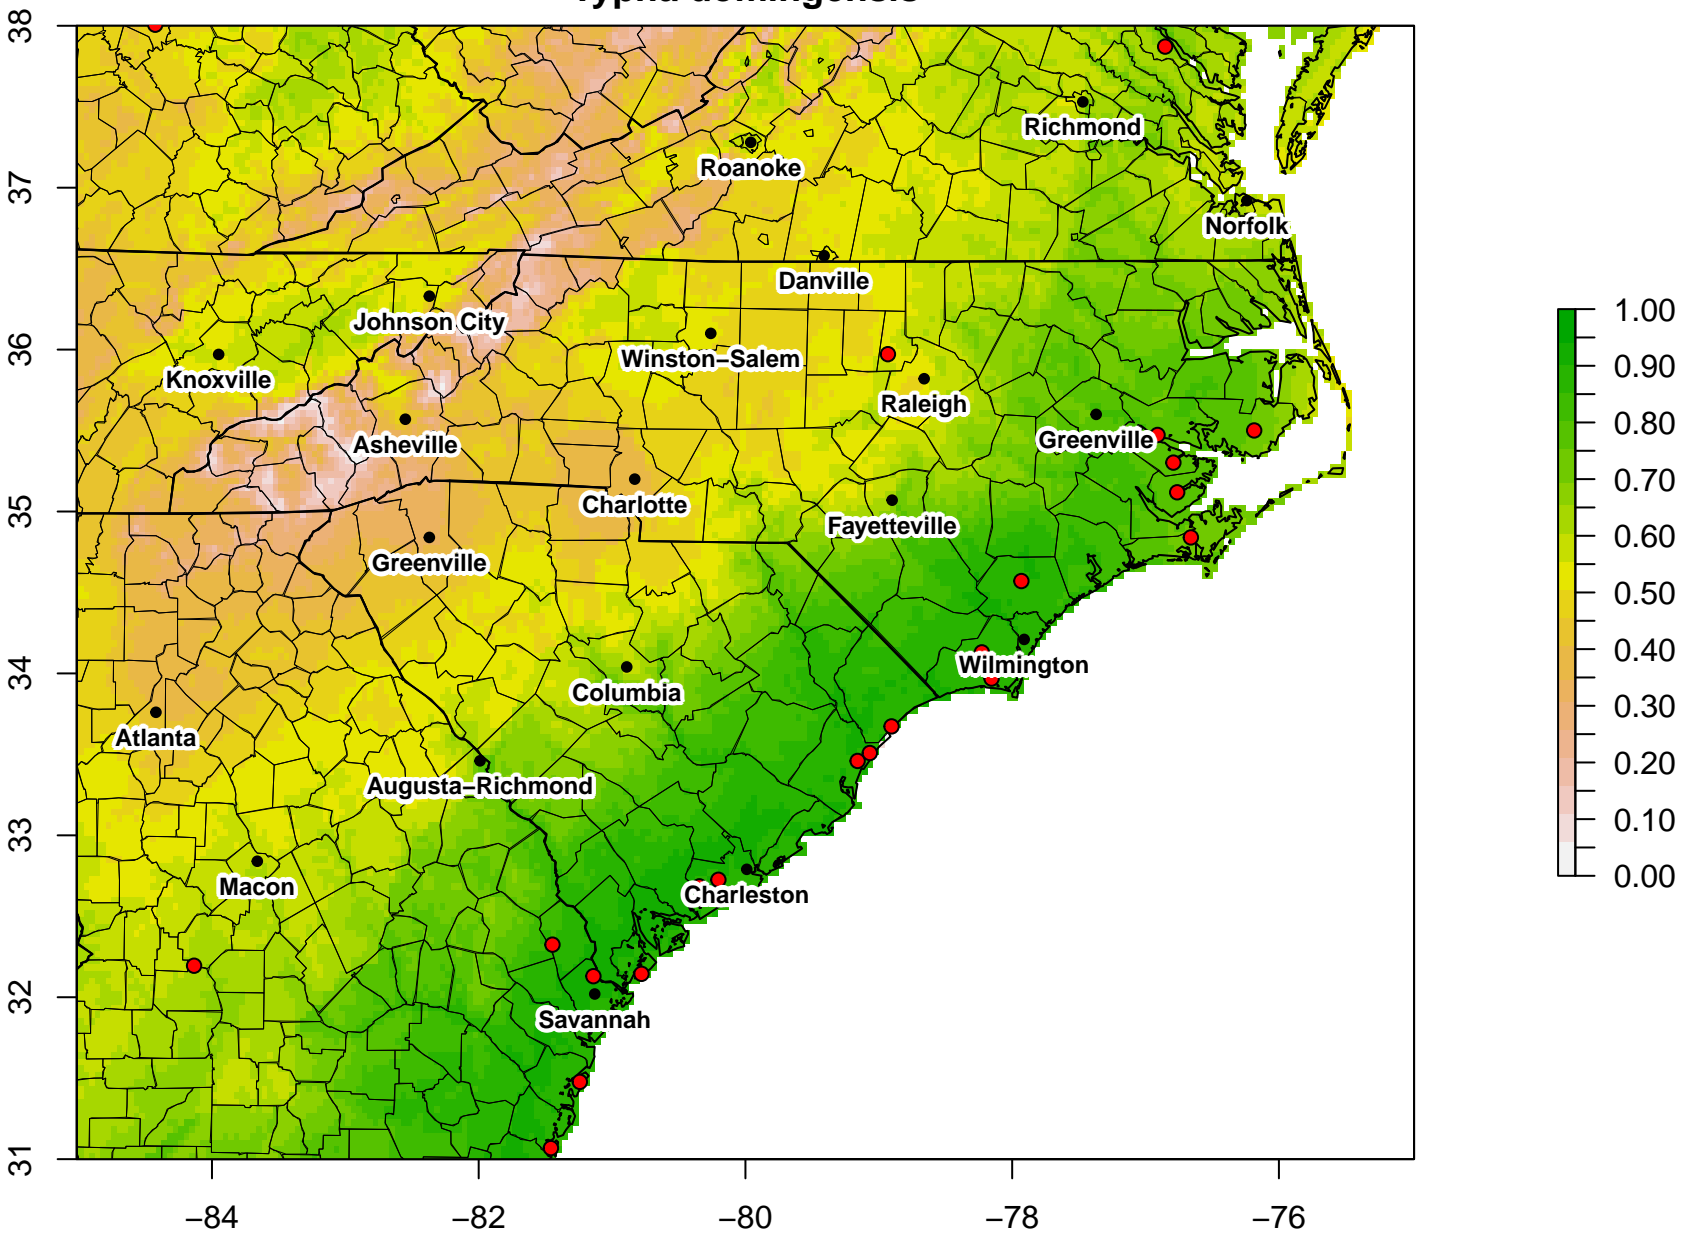 Typha domingensis
38
37
36
35
34
33
32
31
Richmond
Roanoke
Norfolk
Danville
Johnson City
Winston–Salem
Knoxville
Raleigh
Asheville
Greenville
Charlotte
Fayetteville
Greenville
Wilmington
Columbia
Atlanta
Augusta–Richmond
Macon
Charleston
Savannah
−84
−82
−80
−78
−76
1.00
0.90
0.80
0.70
0.60
0.50
0.40
0.30
0.20
0.10
0.00